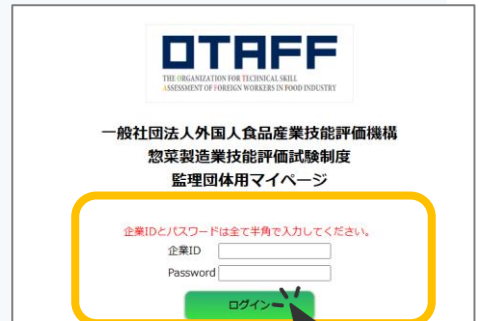 OTAFF
THE ORGANIZATION FOR TECHNICAL SKILL
ASSESSMENT OF FOREIGN WORKERS IN FOOD INDUSTRY
一般社団法人外国人食品産業技能評価機構
惣菜製造業技能評価試験制度
監理団体用マイページ
企業IDとパスワードは全て半角で入力してください。
企業ID
Password
ログイン